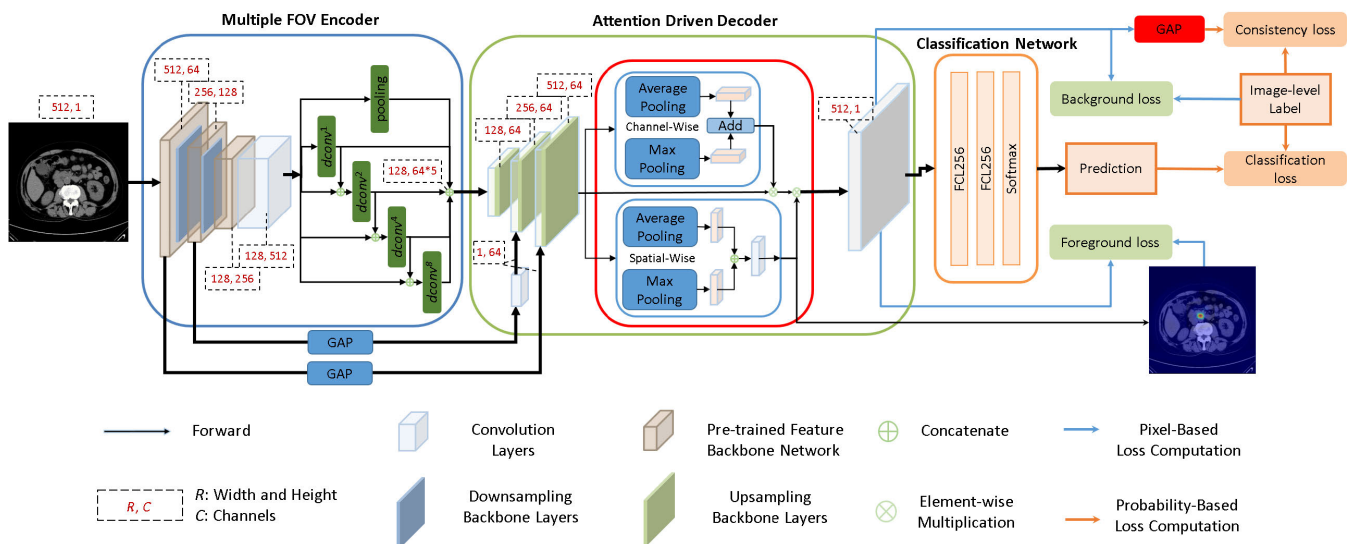 Multiple FOV Encoder
Attention Driven Decoder
Classification Network
GAP
Consistency loss
512, 1
512, 64
256, 128
pooling
dconv¹
dconv²
dconv⁴
dconv⁸
128, 64*5
128, 512
128, 256
GAP
GAP
512, 64
256, 64
128, 64
1, 64
Average
Pooling
Channel-Wise
Add
Max
Pooling
Average
Pooling
Spatial-Wise
Max
Pooling
512, 1
FCL256
FCL256
Softmax
Prediction
Background loss
Image-level
Label
Classification
loss
Foreground loss
Forward
Convolution
Layers
Pre-trained Feature
Backbone Network
Concatenate
Pixel-Based
Loss Computation
R, C
R: Width and Height
C: Channels
Downsampling
Backbone Layers
Upsampling
Backbone Layers
Element-wise
Multiplication
Probability-Based
Loss Computation